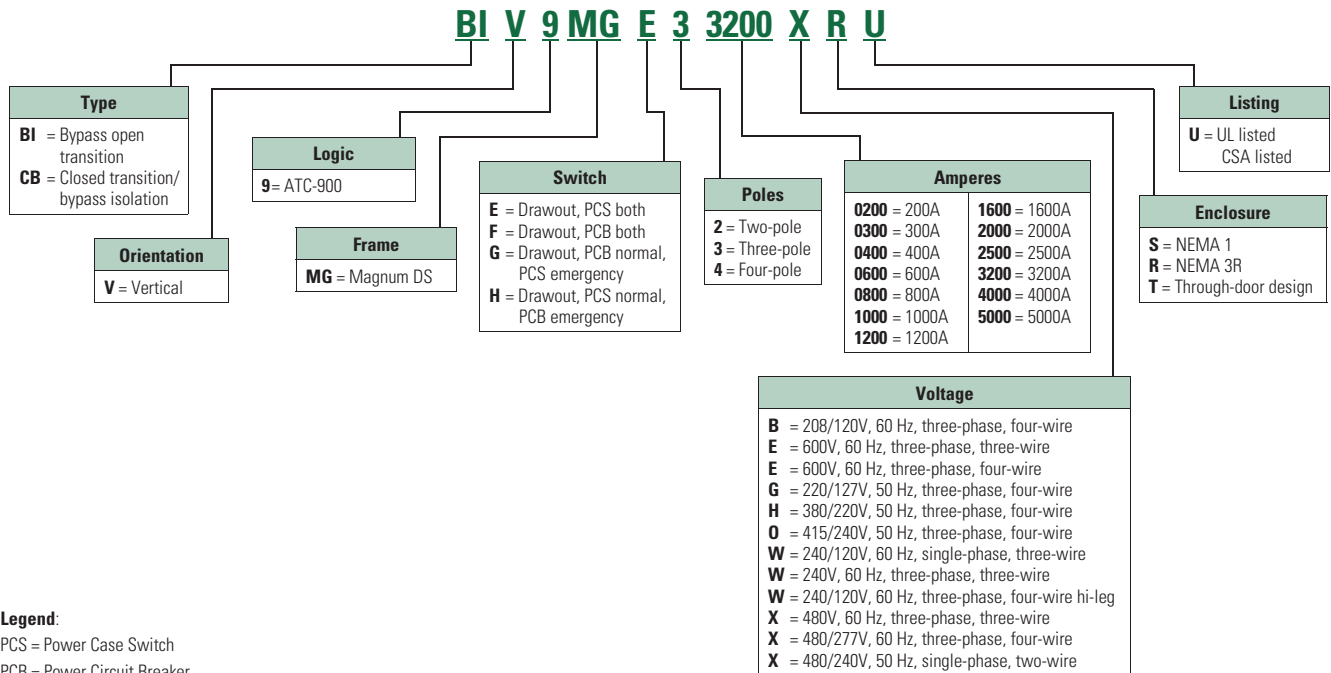 BI V 9 MG E 3 3200 X R U
Type
BI = Bypass open
transition
CB = Closed transition/
bypass isolation
Orientation
V = Vertical
Logic
9= ATC-900
Frame
MG = Magnum DS
Switch
E = Drawout, PCS both
F = Drawout, PCB both
G = Drawout, PCB normal,
PCS emergency
H = Drawout, PCS normal,
PCB emergency
Poles
2 = Two-pole
3 = Three-pole
4 = Four-pole
Amperes
0200 = 200A
0300 = 300A
0400 = 400A
0600 = 600A
0800 = 800A
1000 = 1000A
1200 = 1200A
1600 = 1600A
2000 = 2000A
2500 = 2500A
3200 = 3200A
4000 = 4000A
5000 = 5000A
Listing
U = UL listed
CSA listed
Enclosure
S = NEMA 1
R = NEMA 3R
T = Through-door design
Voltage
B = 208/120V, 60 Hz, three-phase, four-wire
E = 600V, 60 Hz, three-phase, three-wire
E = 600V, 60 Hz, three-phase, four-wire
G = 220/127V, 50 Hz, three-phase, four-wire
H = 380/220V, 50 Hz, three-phase, four-wire
O = 415/240V, 50 Hz, three-phase, four-wire
W = 240/120V, 60 Hz, single-phase, three-wire
W = 240V, 60 Hz, three-phase, three-wire
W = 240/120V, 60 Hz, three-phase, four-wire hi-leg
X = 480V, 60 Hz, three-phase, three-wire
X = 480/277V, 60 Hz, three-phase, four-wire
X = 480/240V, 50 Hz, single-phase, two-wire
Legend:
PCS = Power Case Switch
PCB = Power Circuit Breaker